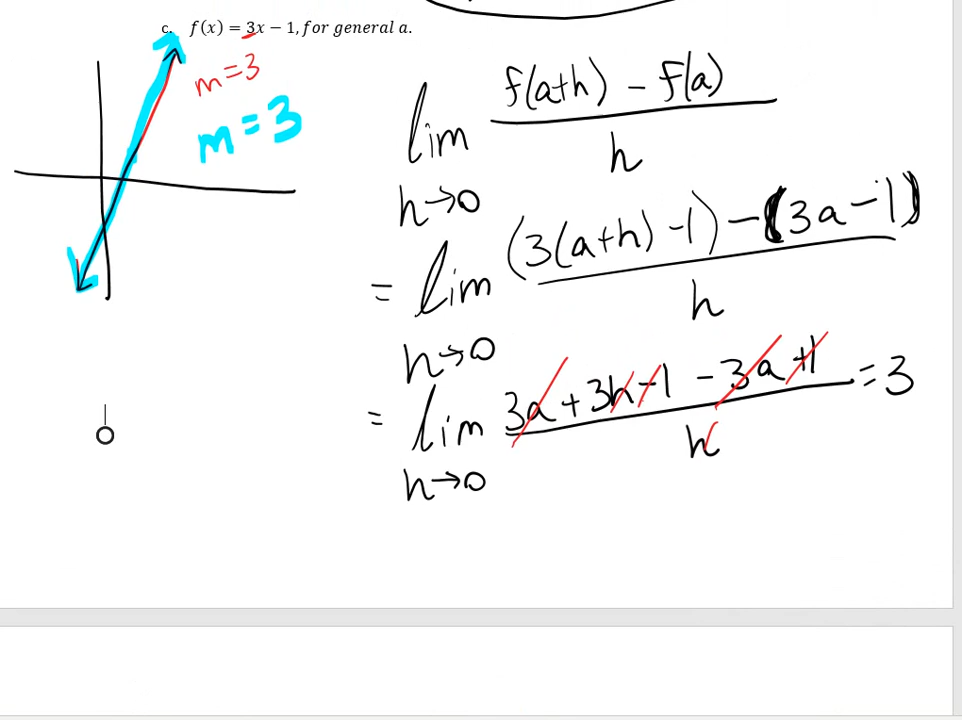 c. f(x) = 3x − 1, for general a.
m=3
m=3
lim h→0 f(a+h) - f(a) / h
= lim h→0 (3(a+h) -1) - (3a-1) / h
= lim h→0 3a + 3h -1 - 3a +1 / h = 3